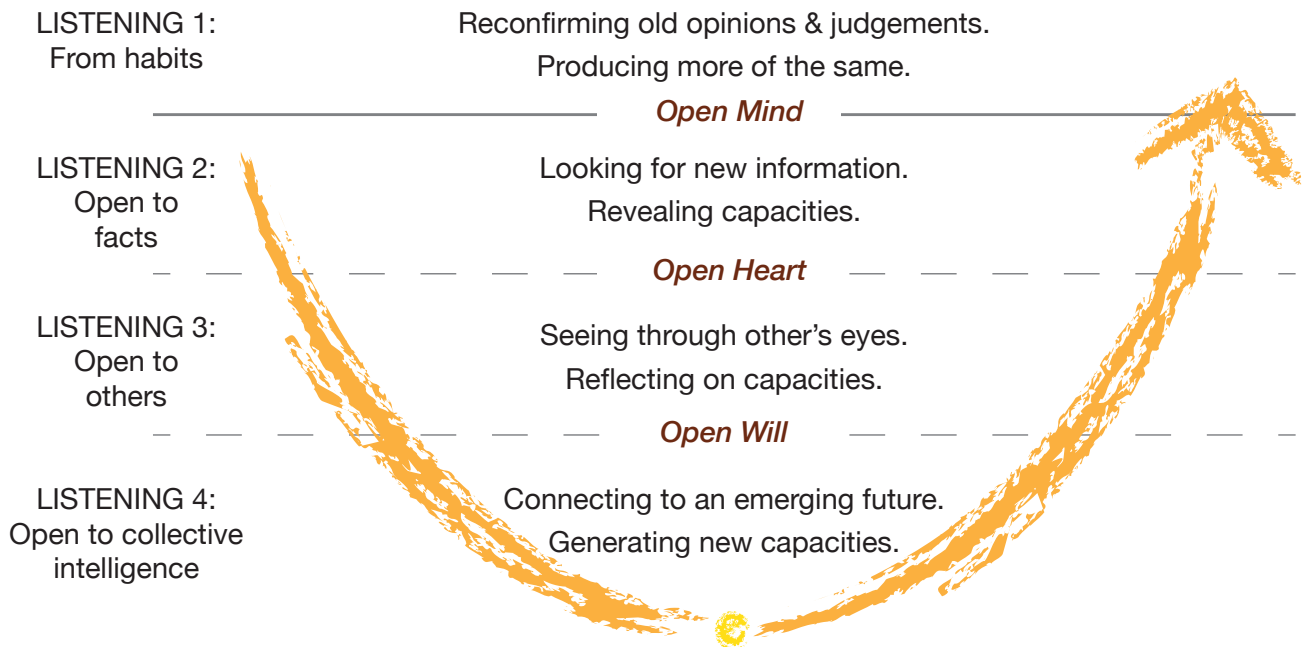 LISTENING 1:
From habits
Reconfirming old opinions & judgements.
Producing more of the same.
Open Mind
LISTENING 2:
Open to
facts
Looking for new information.
Revealing capacities.
Open Heart
LISTENING 3:
Open to
others
Seeing through other’s eyes.
Reflecting on capacities.
Open Will
LISTENING 4:
Open to collective
intelligence
Connecting to an emerging future.
Generating new capacities.